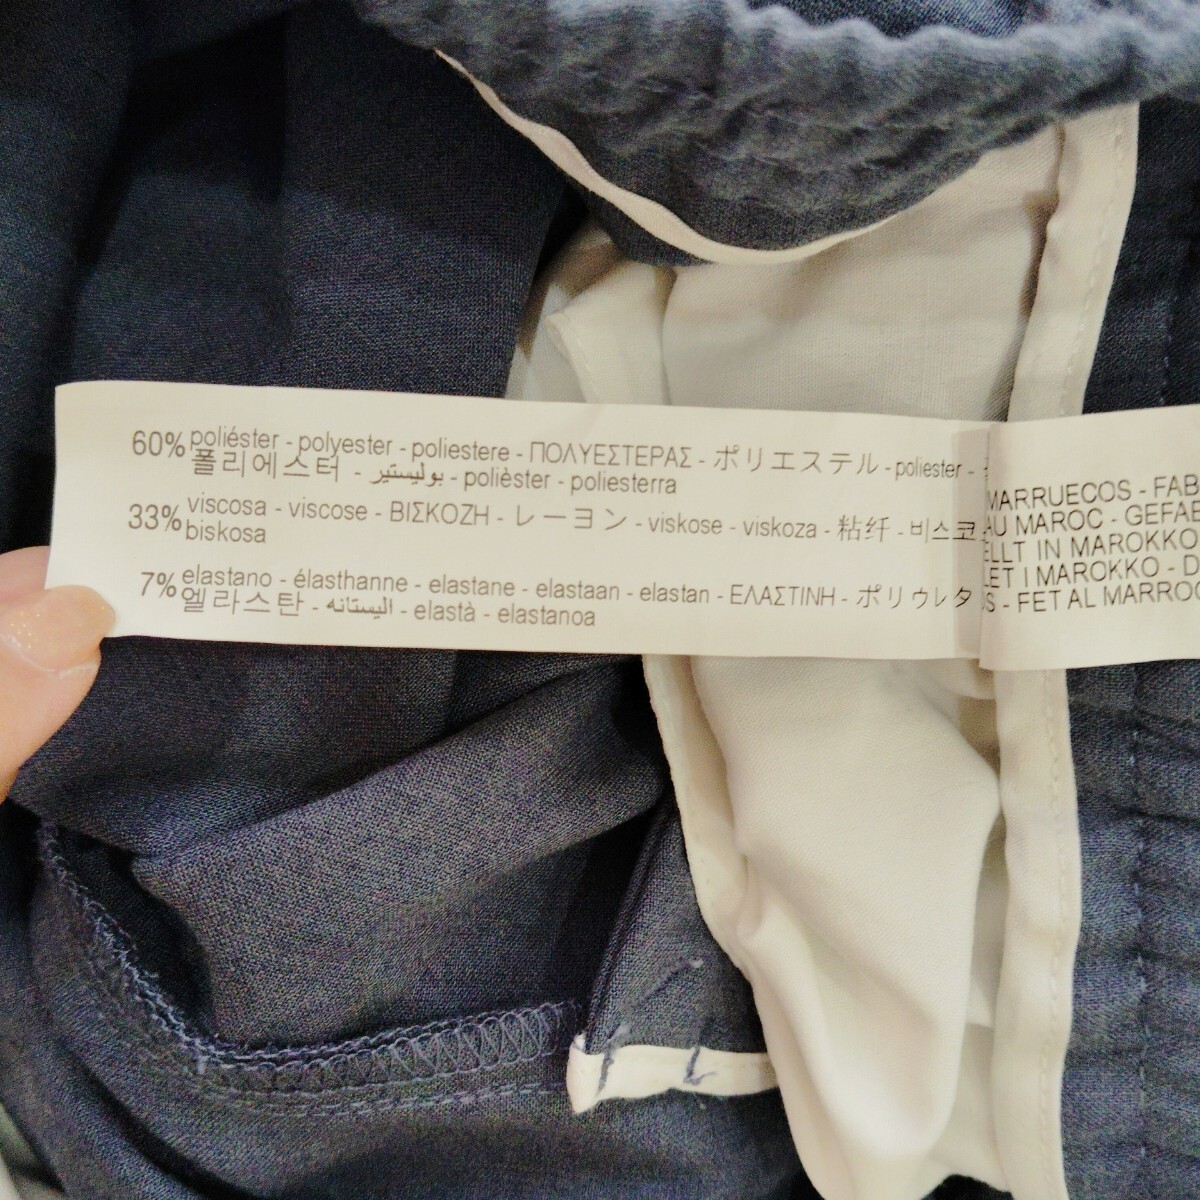 60% poliéster - polyester - poliestere - ΠΟΛΥΕΣΤΕΡΑΣ - ポリエステル - poliester -
폴리에스터 - بوليستير - polièster - poliesterra
33% viscosa - viscose - ΒΙΣΚΟΖΗ - レーヨン - viskose - viskoza - 粘纤 - 비스코
biskosa
7% elastano - élasthanne - elastane - elastaan - elastan - ΕΛΑΣΤΙΝΗ - ポリウレタ
엘라스탄 - اليستانه - elastà - elastanoa
MARRUECOS - FAB
AU MAROC - GEFAB
ELLT IN MAROKKO
LET I MAROKKO - D
S - FET AL MARROC